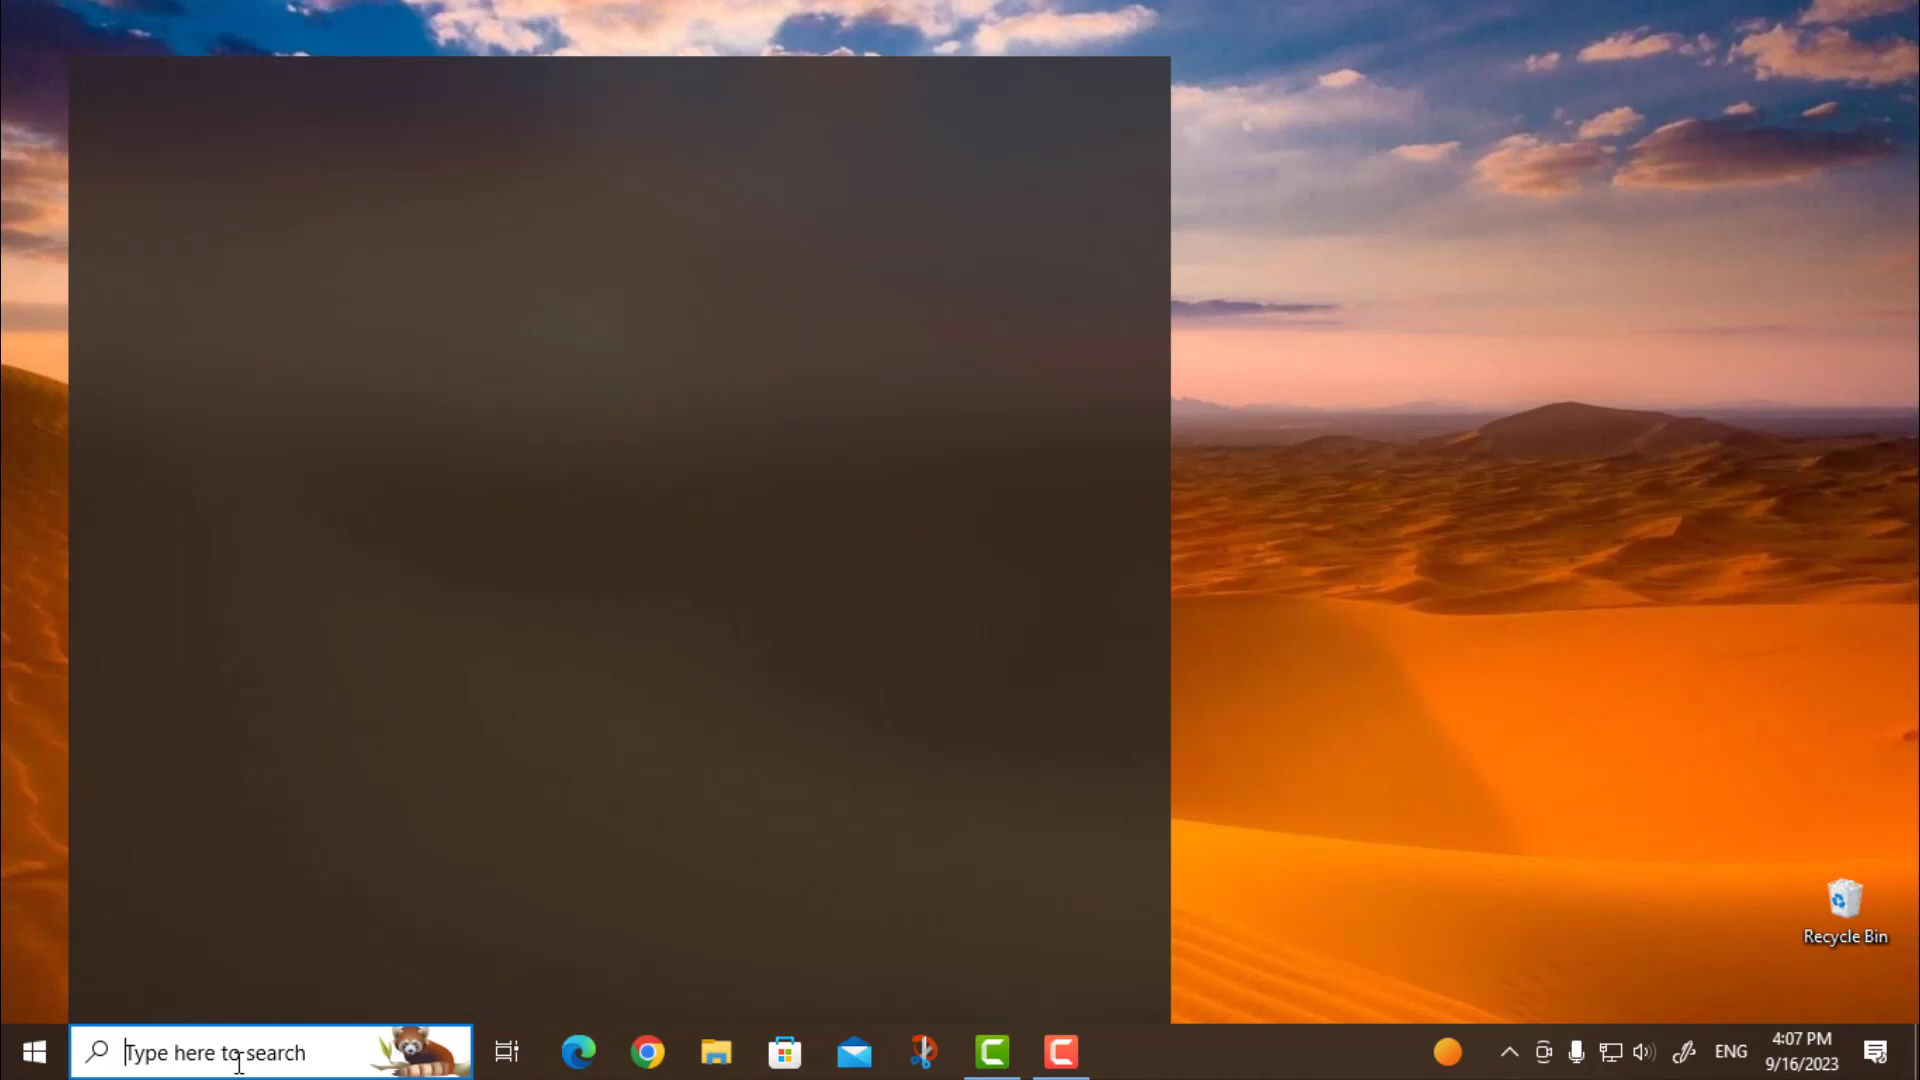 Recycle Bin
Type here to search
ENG
4:07 PM
9/16/2023